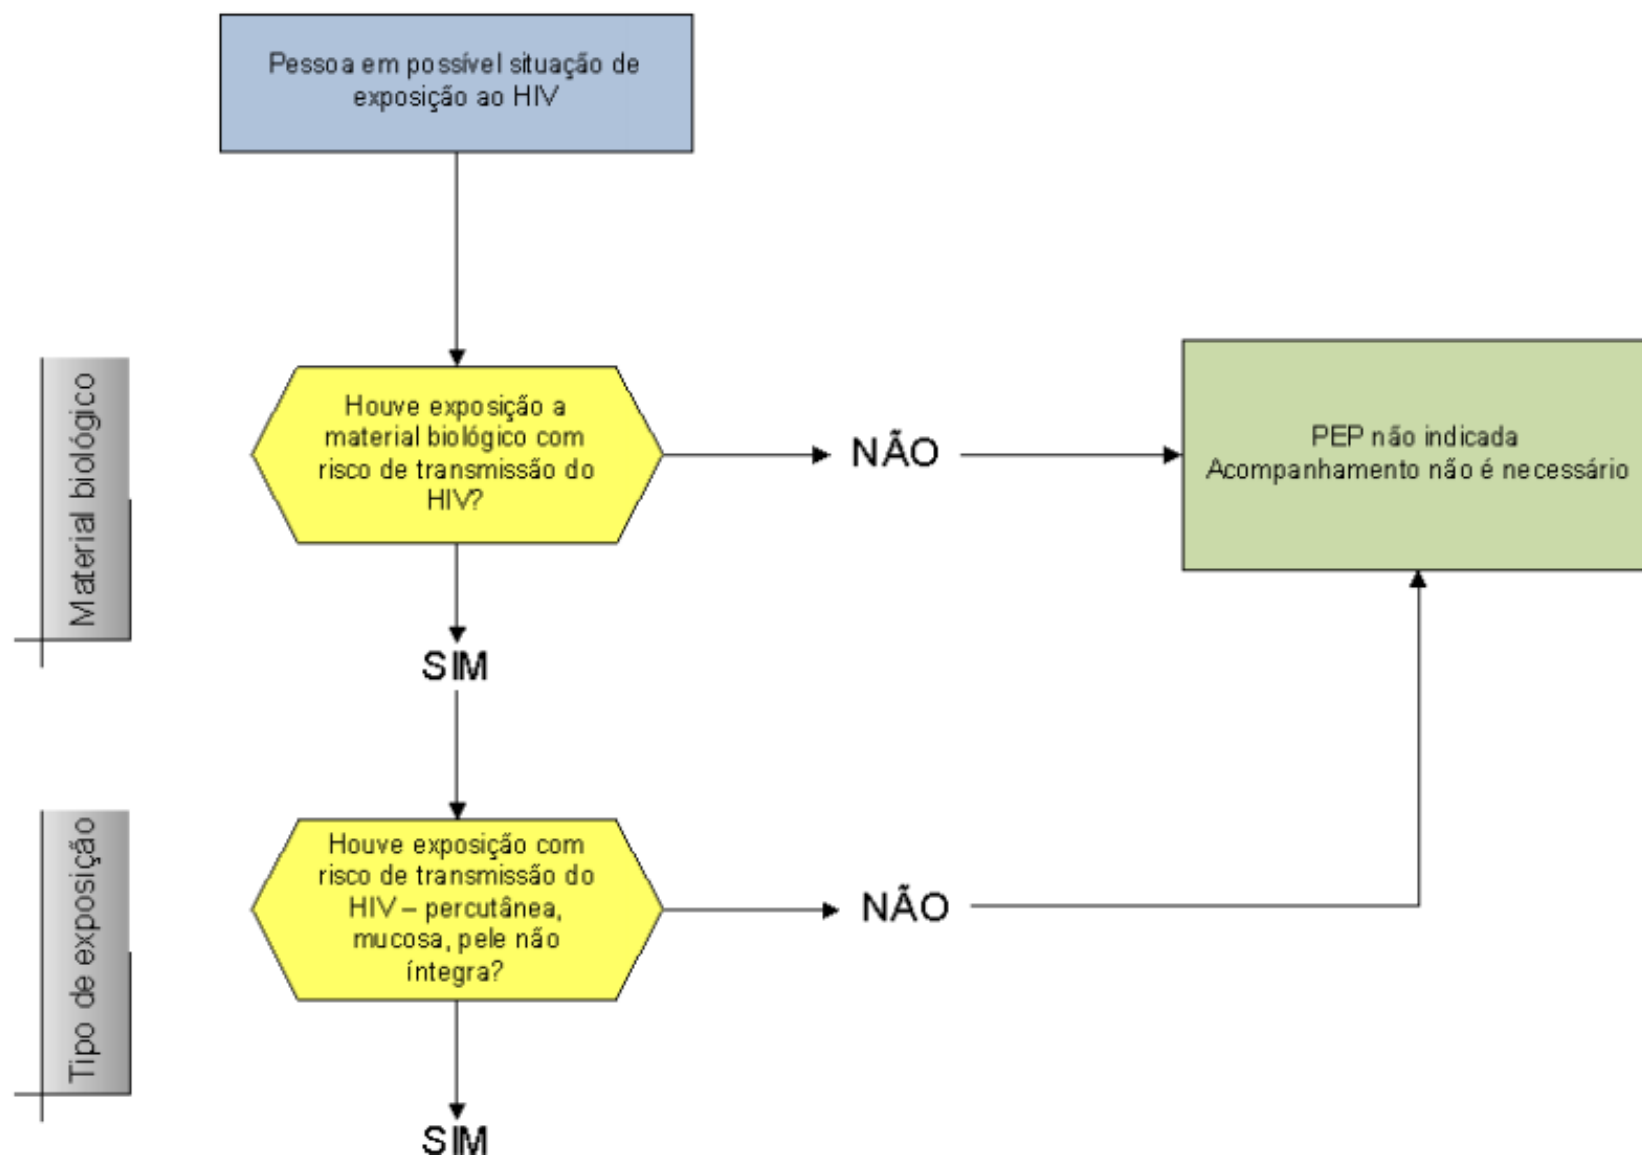 Pessoa em possível situação de
exposição ao HIV
Material biológico
Houve exposição a
material biológico com
risco de transmissão do
HIV?
NÃO
PEP não indicada
Acompanhamento não é necessário
SIM
Tipo de exposição
Houve exposição com
risco de transmissão do
HIV – percutânea,
mucosa, pele não
íntegra?
NÃO
SIM